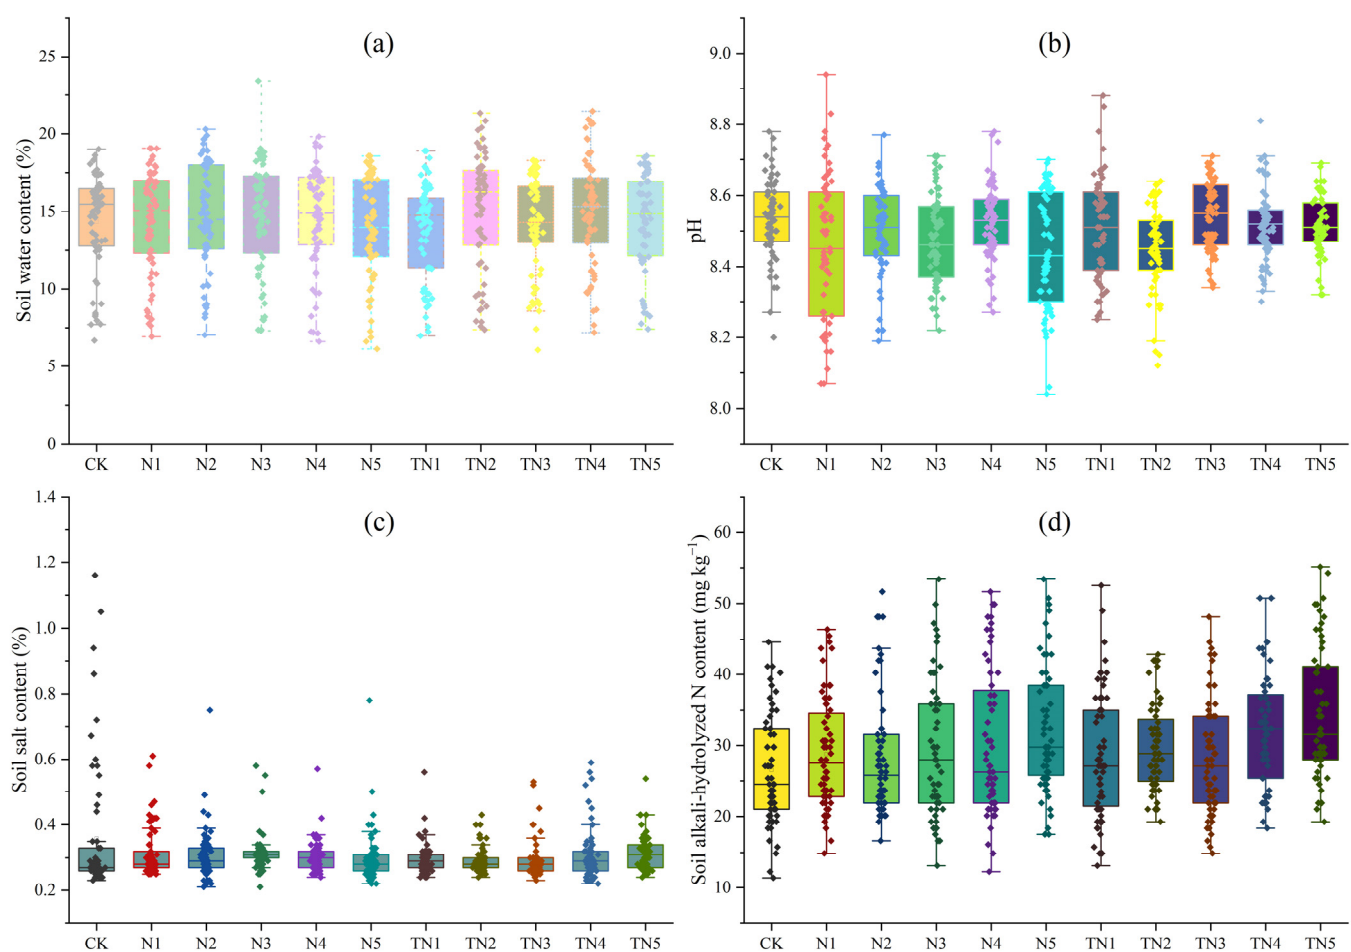 (a)
Soil water content (%)
25
20
15
10
5
0
CK N1 N2 N3 N4 N5 TN1 TN2 TN3 TN4 TN5
(b)
pH
9.0
8.8
8.6
8.4
8.2
8.0
CK N1 N2 N3 N4 N5 TN1 TN2 TN3 TN4 TN5
(c)
Soil salt content (%)
1.4
1.2
1.0
0.8
0.6
0.4
0.2
CK N1 N2 N3 N4 N5 TN1 TN2 TN3 TN4 TN5
(d)
Soil alkali-hydrolyzed N content (mg kg⁻¹)
60
50
40
30
20
10
CK N1 N2 N3 N4 N5 TN1 TN2 TN3 TN4 TN5